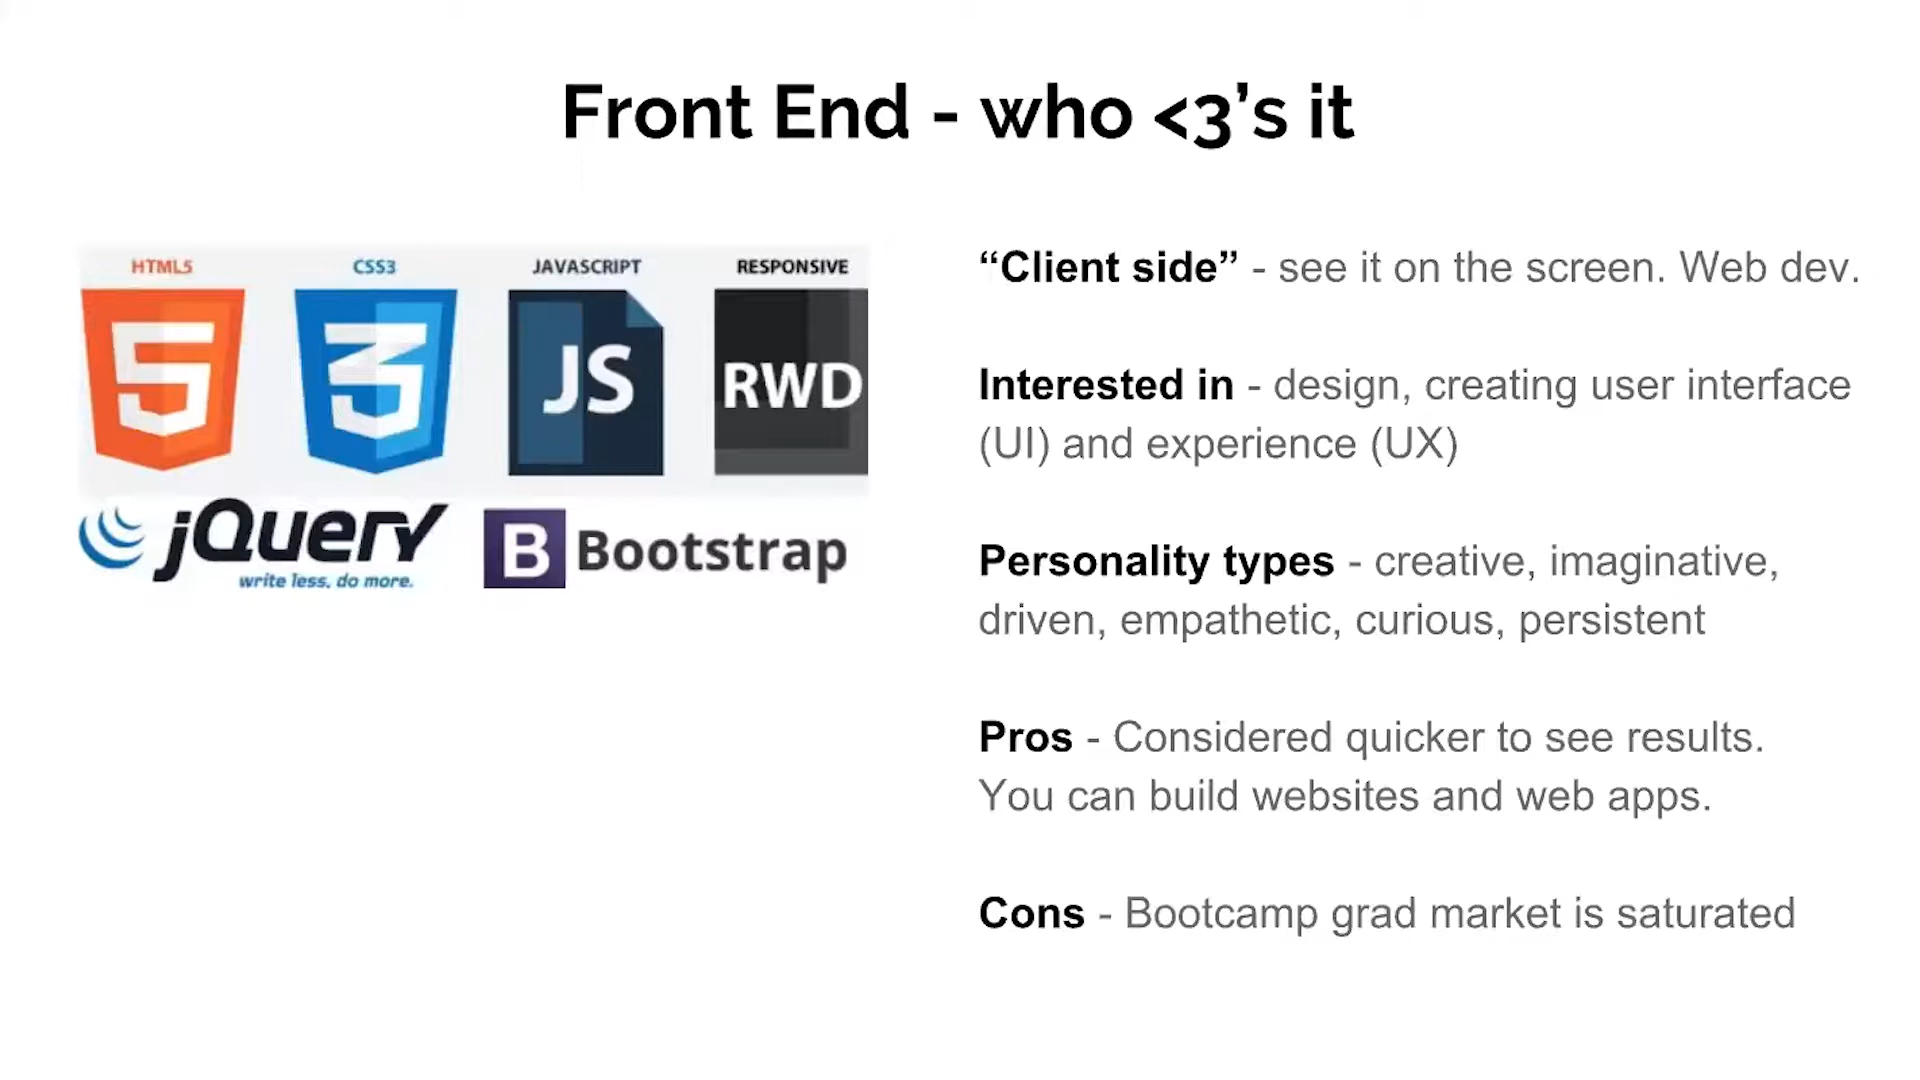 Front End - who <3’s it
HTML5
CSS3
JAVASCRIPT
RESPONSIVE
5
3
JS
RWD
jQuery
write less, do more.
B Bootstrap
“Client side” - see it on the screen. Web dev.
Interested in - design, creating user interface
(UI) and experience (UX)
Personality types - creative, imaginative,
driven, empathetic, curious, persistent
Pros - Considered quicker to see results.
You can build websites and web apps.
Cons - Bootcamp grad market is saturated